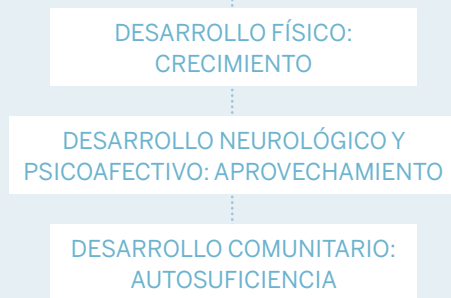 DESARROLLO FÍSICO:
CRECIMIENTO
DESARROLLO NEUROLÓGICO Y
PSICOAFECTIVO: APROVECHAMIENTO
DESARROLLO COMUNITARIO:
AUTOSUFICIENCIA